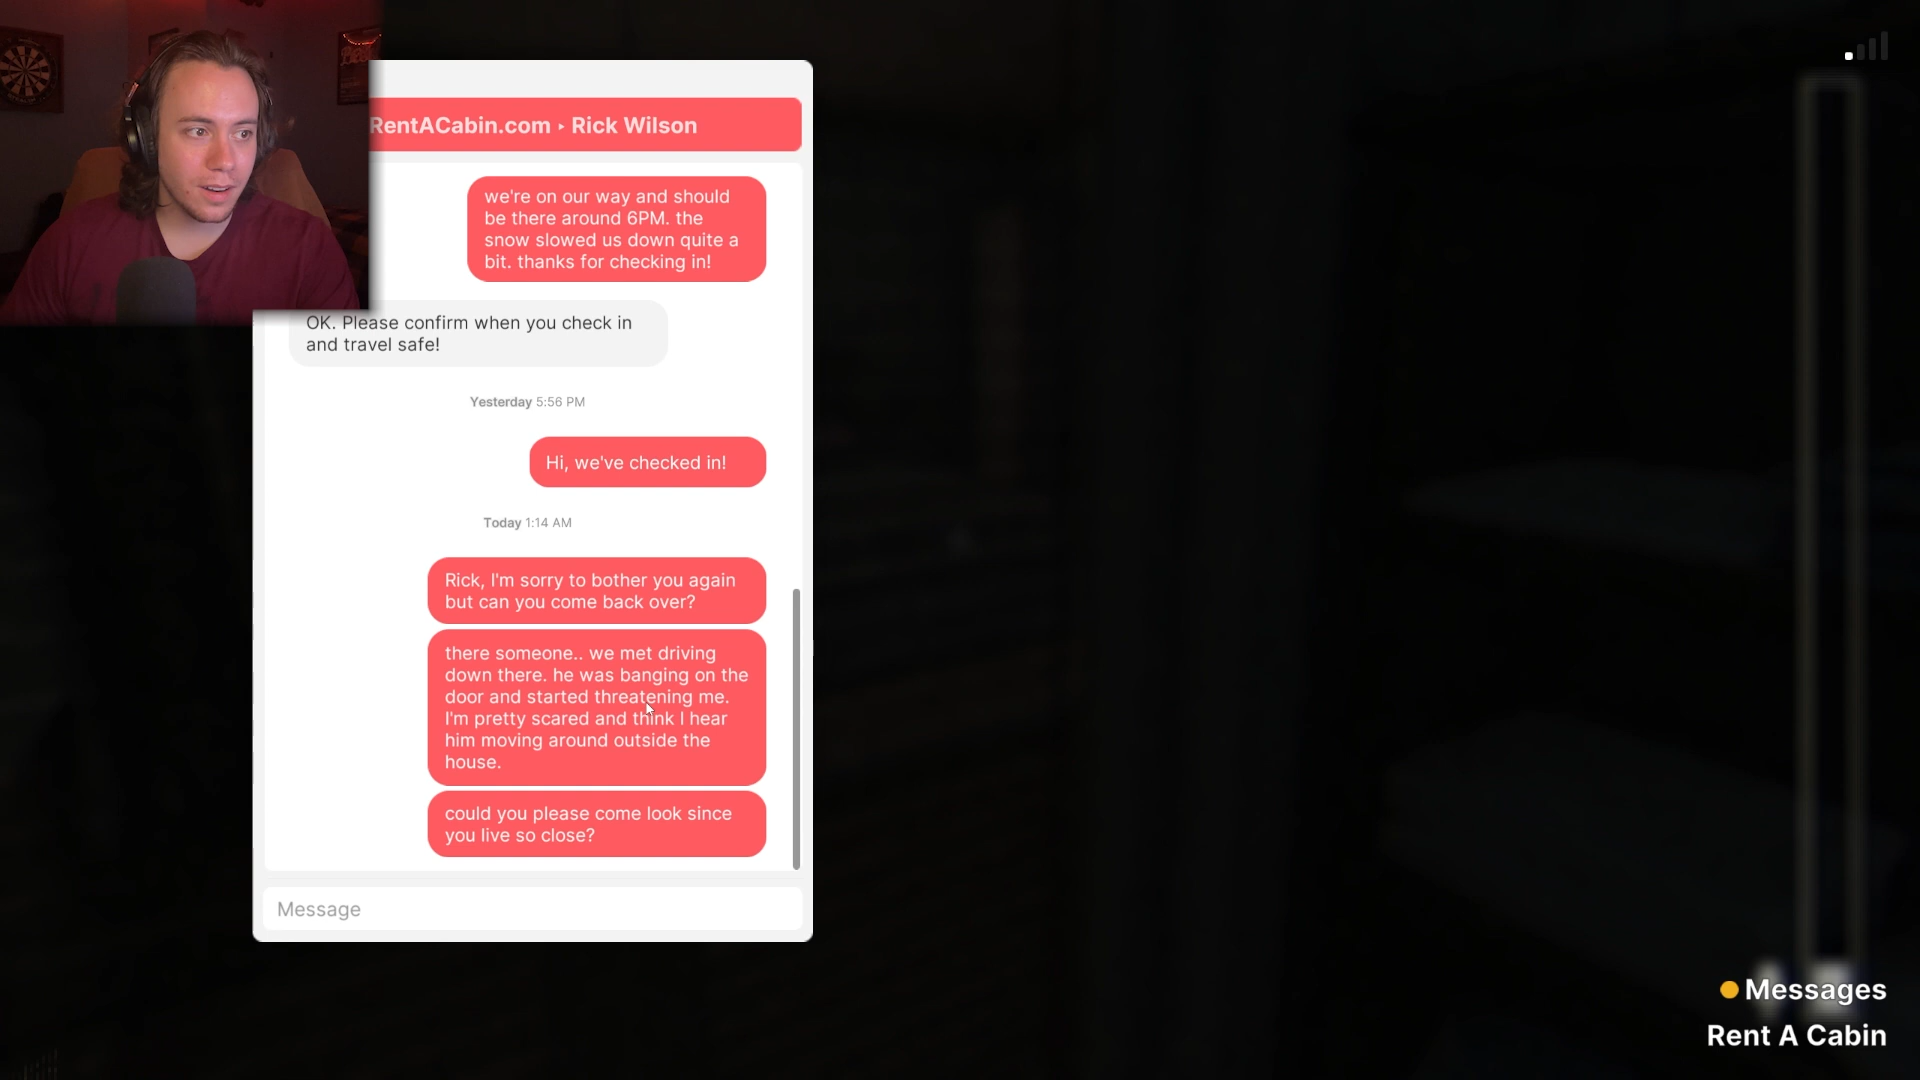 RentACabin.com ▸ Rick Wilson
we're on our way and should
be there around 6PM. the
snow slowed us down quite a
bit. thanks for checking in!
OK. Please confirm when you check in
and travel safe!
Yesterday 5:56 PM
Hi, we've checked in!
Today 1:14 AM
Rick, I'm sorry to bother you again
but can you come back over?
there someone.. we met driving
down there. he was banging on the
door and started threatening me.
I'm pretty scared and think I hear
him moving around outside the
house.
could you please come look since
you live so close?
Message
Messages
Rent A Cabin